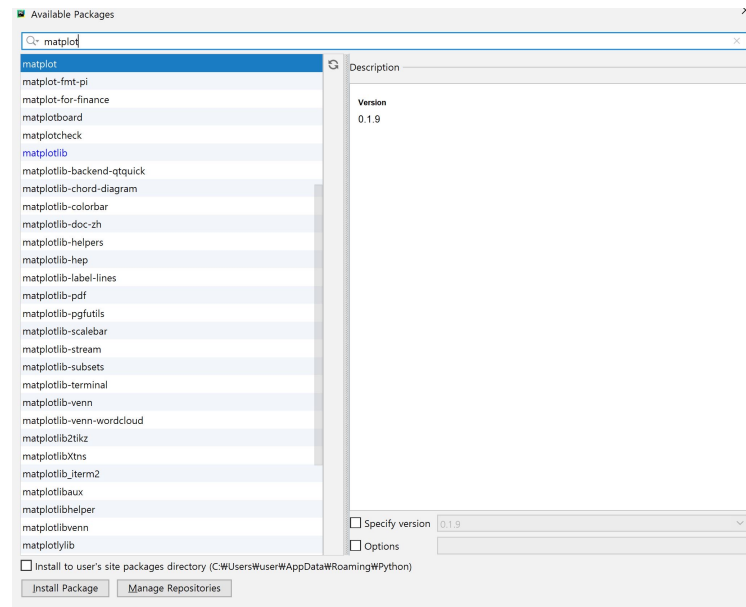 Available Packages
matplot
matplot
matplot-fmt-pi
matplot-for-finance
matplotboard
matplotcheck
matplotlib
matplotlib-backend-qtquick
matplotlib-chord-diagram
matplotlib-colorbar
matplotlib-doc-zh
matplotlib-helpers
matplotlib-hep
matplotlib-label-lines
matplotlib-pdf
matplotlib-pgfutils
matplotlib-scalebar
matplotlib-stream
matplotlib-subsets
matplotlib-terminal
matplotlib-venn
matplotlib-venn-wordcloud
matplotlib2tikz
matplotlibXtns
matplotlib_iterm2
matplotlibaux
matplotlibhelper
matplotlibvenn
matplotlylib
Description
Version
0.1.9
Specify version 0.1.9
Options
Install to user's site packages directory (C:₩Users₩user₩AppData₩Roaming₩Python)
Install Package Manage Repositories